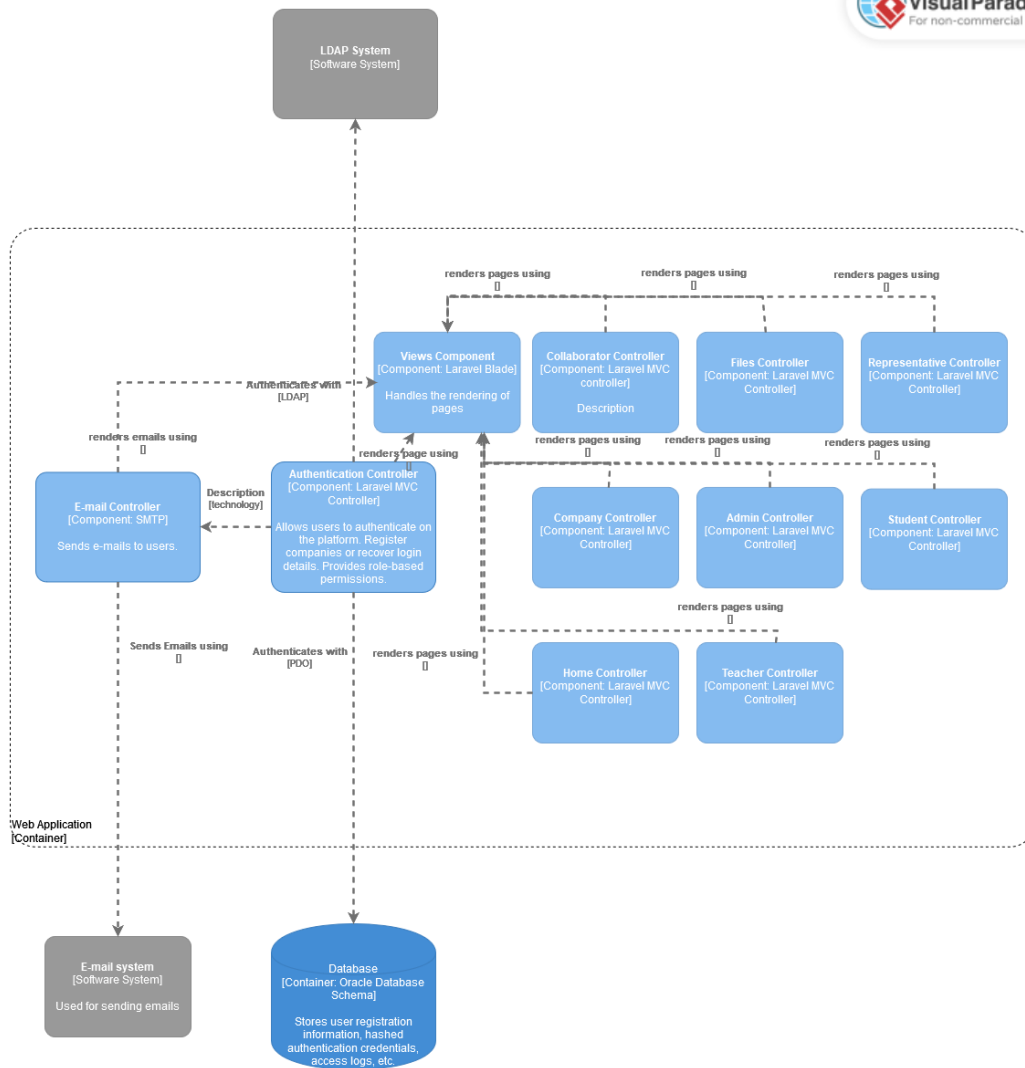 VisualParad
For non-commercial
LDAP System
[Software System]
renders pages using
[]
renders pages using
[]
renders pages using
[]
Views Component
[Component: Laravel Blade]
Handles the rendering of
pages
Collaborator Controller
[Component: Laravel MVC
controller]
Description
Files Controller
[Component: Laravel MVC
Controller]
Representative Controller
[Component: Laravel MVC
Controller]
Authenticates with
[LDAP]
renders emails using
[]
renders page using
[]
renders pages using
[]
renders pages using
[]
renders pages using
[]
E-mail Controller
[Component: SMTP]
Sends e-mails to users.
Description
[technology]
Authentication Controller
[Component: Laravel MVC
Controller]
Allows users to authenticate on
the platform. Register
companies or recover login
details. Provides role-based
permissions.
Company Controller
[Component: Laravel MVC
Controller]
Admin Controller
[Component: Laravel MVC
Controller]
Student Controller
[Component: Laravel MVC
Controller]
renders pages using
[]
Sends Emails using
[]
Authenticates with
[PDO]
renders pages using
[]
Home Controller
[Component: Laravel MVC
Controller]
Teacher Controller
[Component: Laravel MVC
Controller]
Web Application
[Container]
E-mail system
[Software System]
Used for sending emails
Database
[Container: Oracle Database
Schema]
Stores user registration
information, hashed
authentication credentials,
access logs, etc.